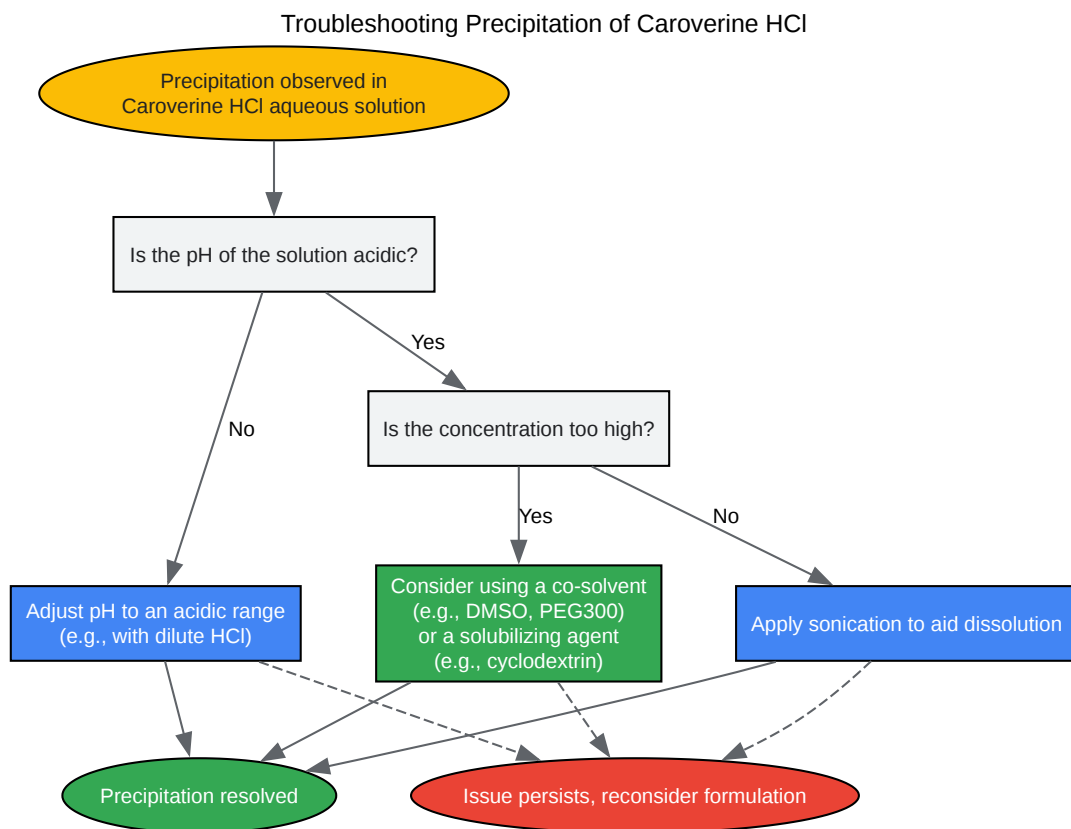 Troubleshooting Precipitation of Caroverine HCl
Precipitation observed in
Caroverine HCl aqueous solution
Is the pH of the solution acidic?
Yes
Is the concentration too high?
No
Yes
No
Adjust pH to an acidic range
(e.g., with dilute HCl)
Consider using a co-solvent
(e.g., DMSO, PEG300)
or a solubilizing agent
(e.g., cyclodextrin)
Apply sonication to aid dissolution
Precipitation resolved
Issue persists, reconsider formulation